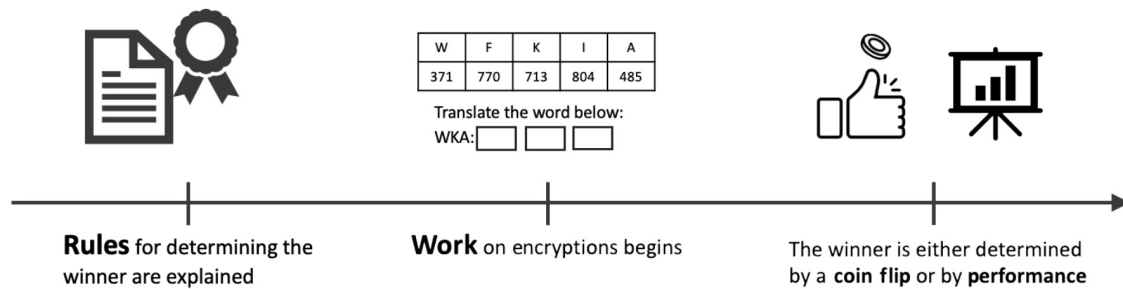 W F K I A
371 770 713 804 485
Translate the word below:
WKA:
Rules for determining the
winner are explained
Work on encryptions begins
The winner is either determined
by a coin flip or by performance